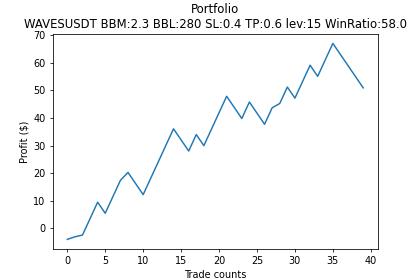 Portfolio
WAVESUSDT BBM:2.3 BBL:280 SL:0.4 TP:0.6 lev:15 WinRatio:58.0
70
60
50
40
30
20
10
0
Profit ($)
0 5 10 15 20 25 30 35 40
Trade counts